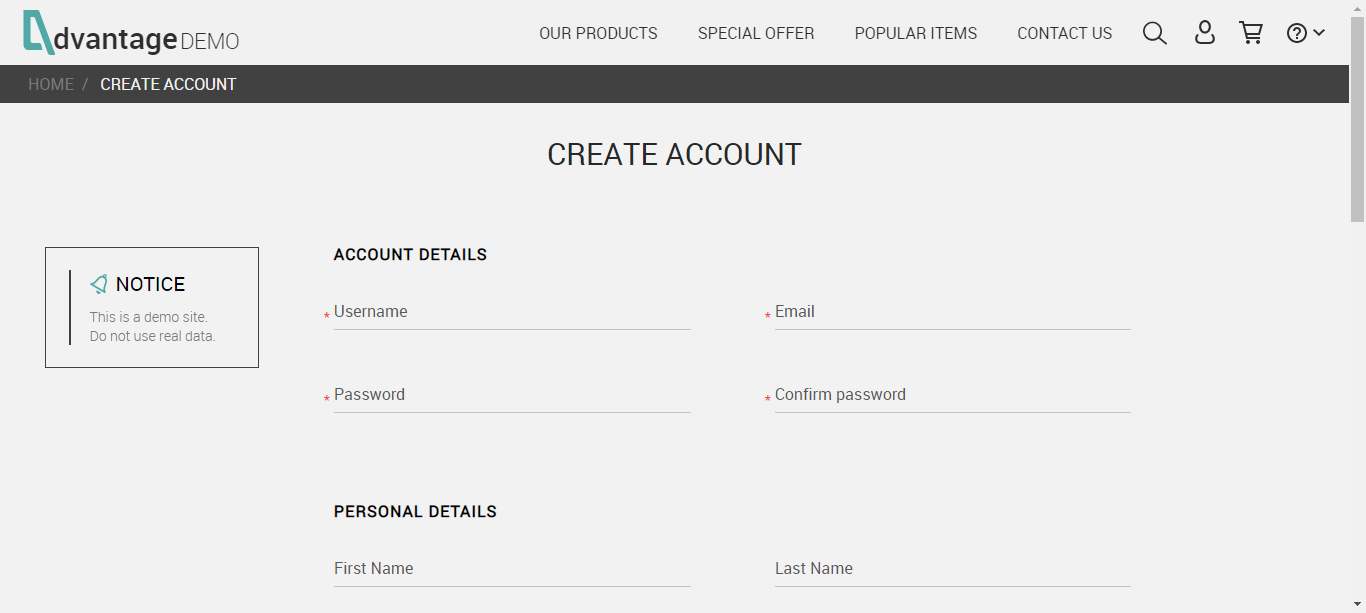 dvantage DEMO
OUR PRODUCTS SPECIAL OFFER POPULAR ITEMS CONTACT US
HOME / CREATE ACCOUNT
CREATE ACCOUNT
NOTICE
This is a demo site.
Do not use real data.
ACCOUNT DETAILS
* Username * Email
* Password * Confirm password
PERSONAL DETAILS
First Name Last Name